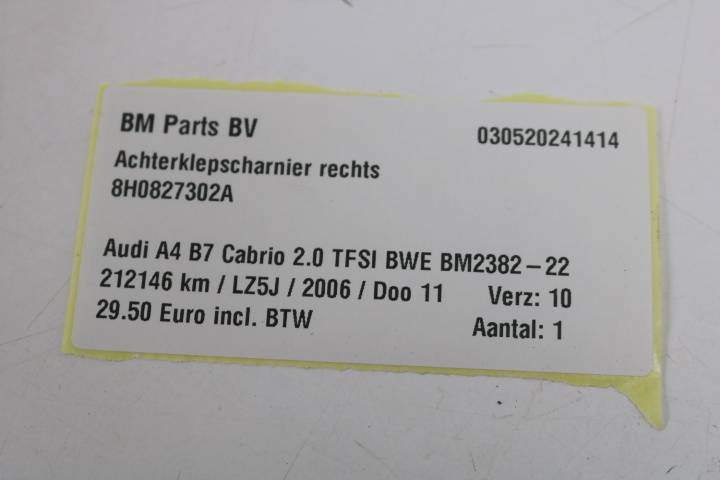 BM Parts BV 030520241414
Achterklepscharnier rechts
8H0827302A
Audi A4 B7 Cabrio 2.0 TFSI BWE BM2382-22
212146 km / LZ5J / 2006 / Doo 11 Verz: 10
29.50 Euro incl. BTW Aantal: 1